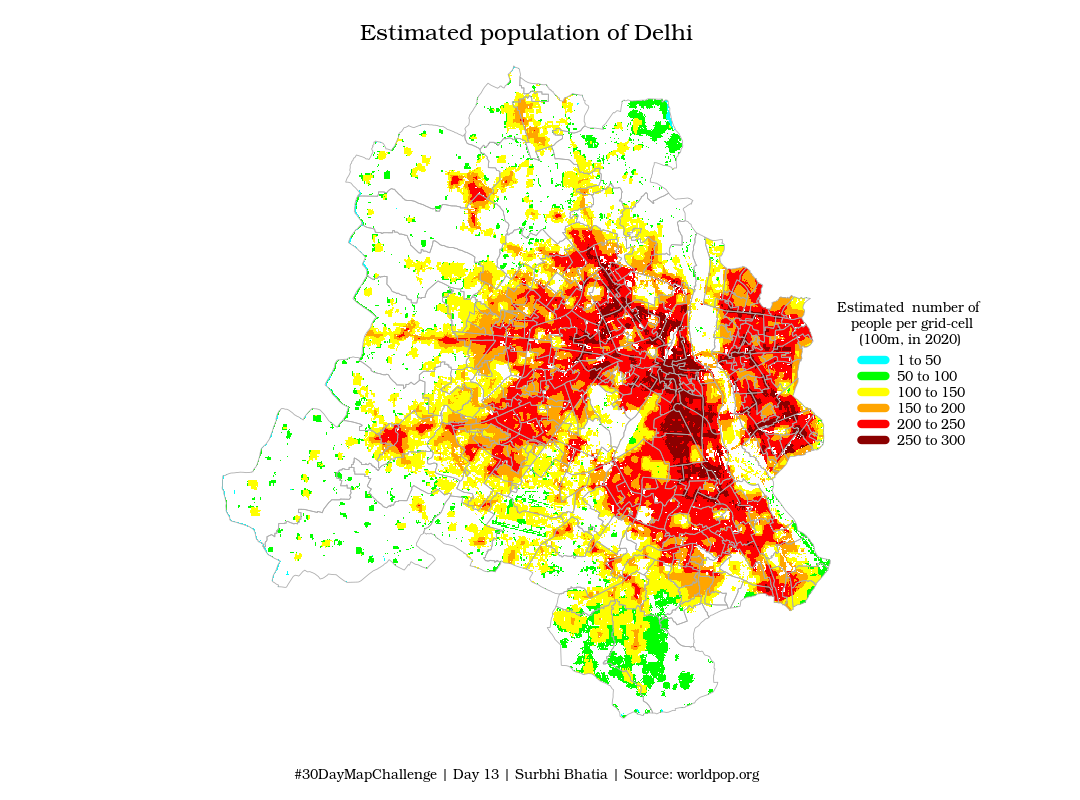 Estimated population of Delhi
Estimated  number of
people per grid-cell
(100m, in 2020)
1 to 50
50 to 100
100 to 150
150 to 200
200 to 250
250 to 300
#30DayMapChallenge | Day 13 | Surbhi Bhatia | Source: worldpop.org